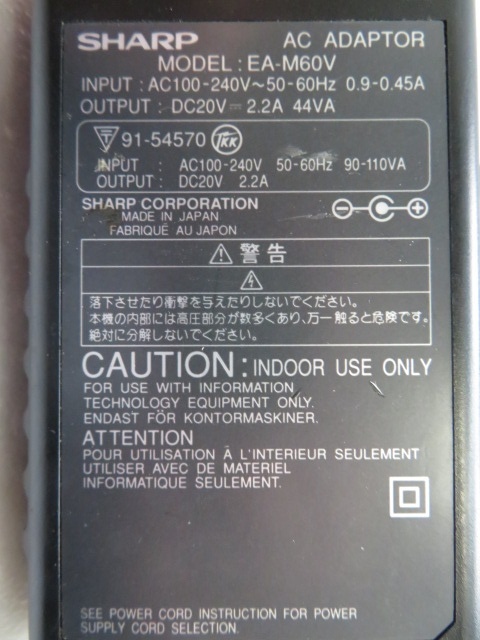 SHARP AC ADAPTOR
MODEL : EA-M60V
INPUT : AC100-240V~50-60Hz 0.9-0.45A
OUTPUT : DC20V ⎓ 2.2A 44VA
T 91-54570 TKK
INPUT : AC100-240V 50-60Hz 90-110VA
OUTPUT : DC20V 2.2A
SHARP CORPORATION
MADE IN JAPAN
FABRIQUÉ AU JAPON
警告
落下させたり衝撃を与えたりしないでください。
本機の内部には高圧部分が数多くあり、万一触ると危険です。
絶対に分解しないでください。
CAUTION : INDOOR USE ONLY
FOR USE WITH INFORMATION
TECHNOLOGY EQUIPMENT ONLY.
ENDAST FÖR KONTORMASKINER.
ATTENTION
POUR UTILISATION À L'INTERIEUR SEULEMENT
UTILISER AVEC DE MATERIEL
INFORMATIQUE SEULEMENT.
SEE POWER CORD INSTRUCTION FOR POWER
SUPPLY CORD SELECTION.